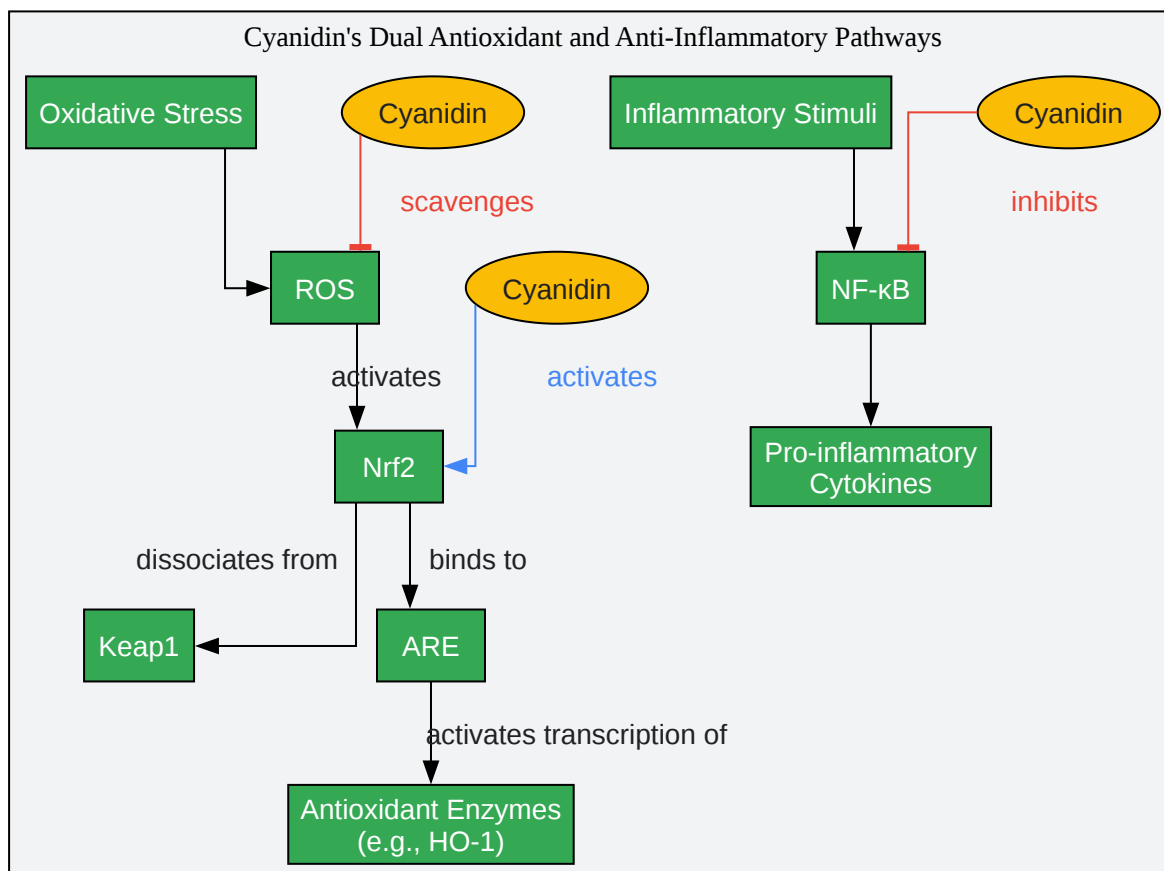 Cyanidin's Dual Antioxidant and Anti-Inflammatory Pathways
Oxidative Stress
Cyanidin
Inflammatory Stimuli
Cyanidin
scavenges
inhibits
ROS
Cyanidin
NF-κB
activates
activates
Nrf2
Pro-inflammatory
Cytokines
dissociates from
binds to
Keap1
ARE
activates transcription of
Antioxidant Enzymes
(e.g., HO-1)